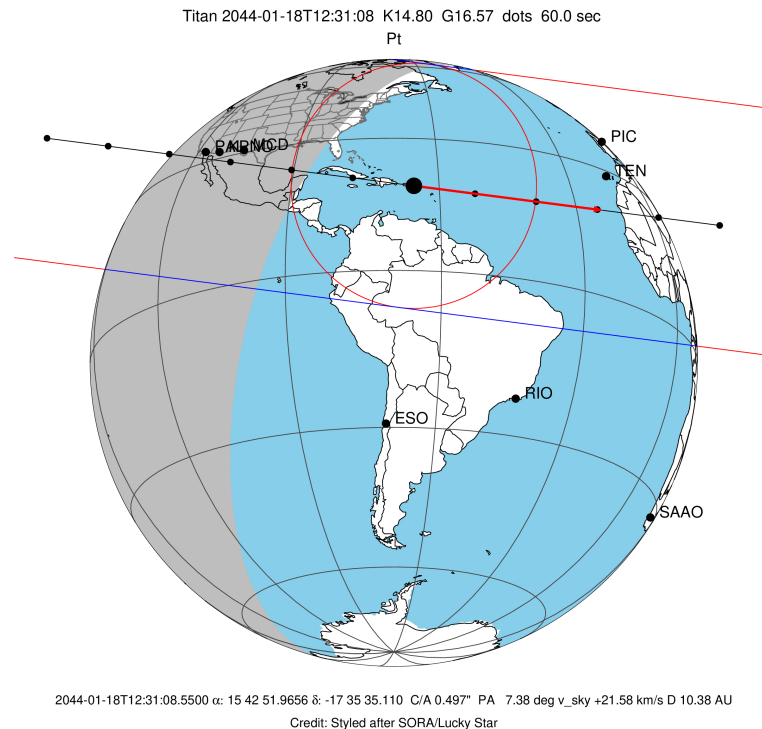 Titan 2044-01-18T12:31:08 K14.80 G16.57 dots 60.0 sec
Pt
PIC
MCD
TEN
RIO
ESO
SAAO
2044-01-18T12:31:08.5500 α: 15 42 51.9656 δ: -17 35 35.110 C/A 0.497" PA 7.38 deg v_sky +21.58 km/s D 10.38 AU
Credit: Styled after SORA/Lucky Star